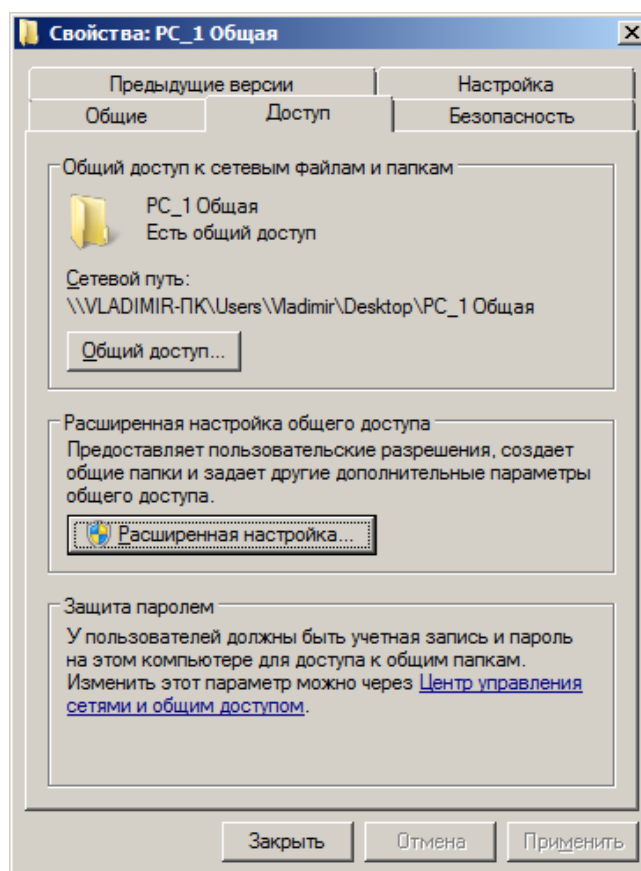 Свойства: PC_1 Общая
Предыдущие версии
Настройка
Общие
Доступ
Безопасность
Общий доступ к сетевым файлам и папкам
PC_1 Общая
Есть общий доступ
Сетевой путь:
\\VLADIMIR-ПК\Users\Vladimir\Desktop\PC_1 Общая
Общий доступ...
Расширенная настройка общего доступа
Предоставляет пользовательские разрешения, создает
общие папки и задает другие дополнительные параметры
общего доступа.
Расширенная настройка...
Защита паролем
У пользователей должны быть учетная запись и пароль
на этом компьютере для доступа к общим папкам.
Изменить этот параметр можно через Центр управления
сетями и общим доступом.
Закрыть
Отмена
Применить